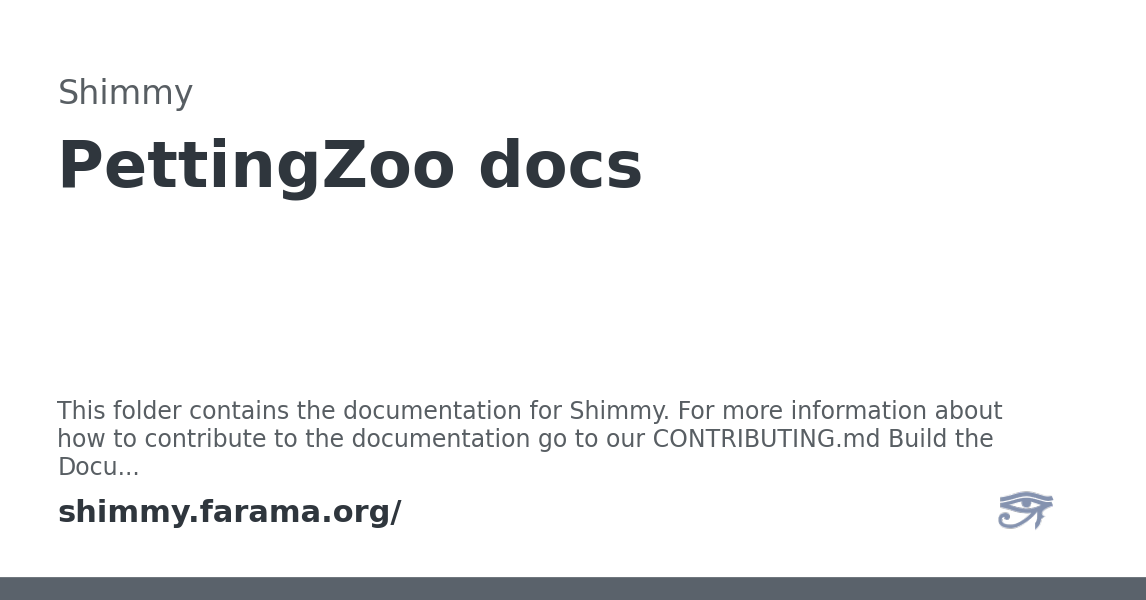 Shimmy
PettingZoo docs
This folder contains the documentation for Shimmy. For more information about
how to contribute to the documentation go to our CONTRIBUTING.md Build the
Docu...
shimmy.farama.org/